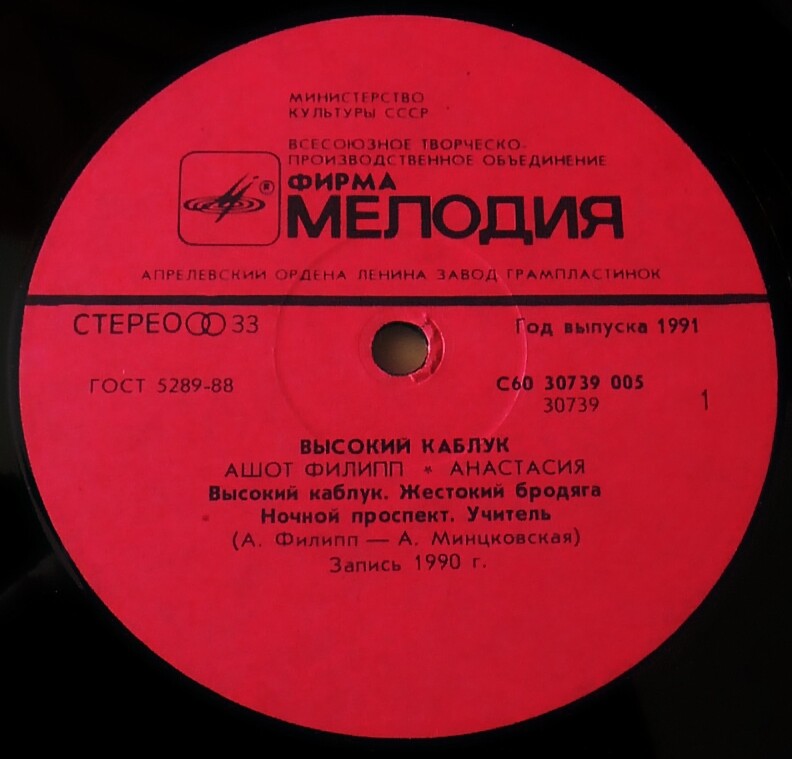 МИНИСТЕРСТВО
КУЛЬТУРЫ СССР
ВСЕСОЮЗНОЕ ТВОРЧЕСКО-
ПРОИЗВОДСТВЕННОЕ ОБЪЕДИНЕНИЕ
ФИРМА
®
МЕЛОДИЯ
АПРЕЛЕВСКИЙ ОРДЕНА ЛЕНИНА ЗАВОД ГРАМПЛАСТИНОК
СТЕРЕО 33 Год выпуска 1991
ГОСТ 5289-88 С60 30739 005
30739 1
ВЫСОКИЙ КАБЛУК
АШОТ ФИЛИПП * АНАСТАСИЯ
Высокий каблук. Жестокий бродяга
Ночной проспект. Учитель
(А. Филипп — А. Минцковская)
Запись 1990 г.